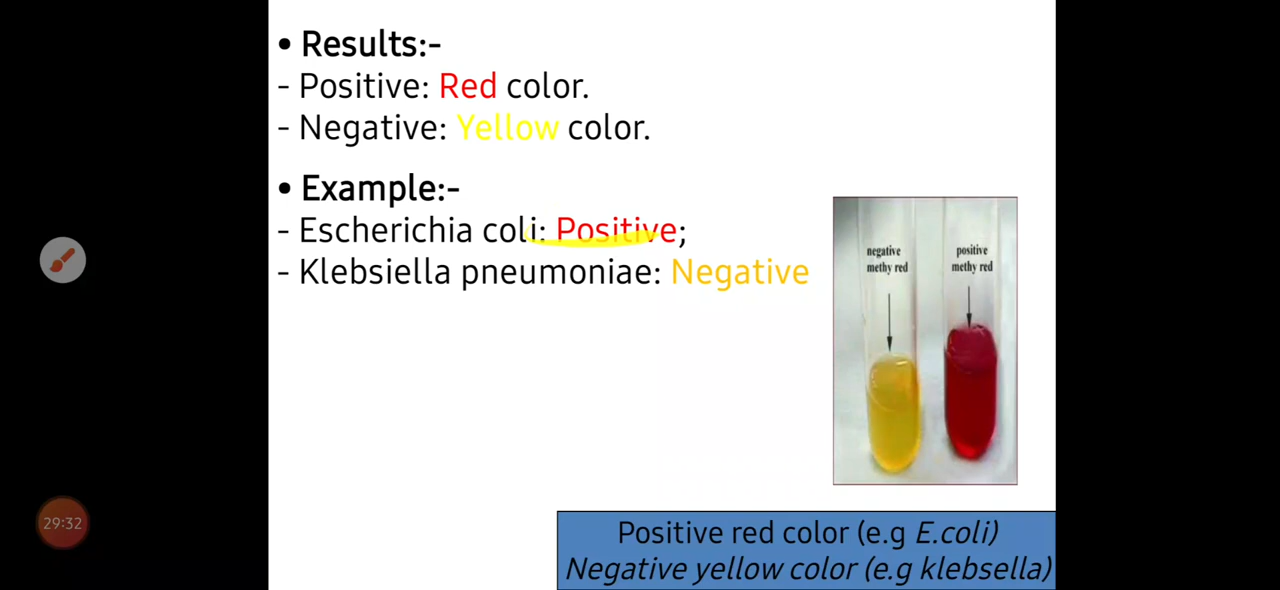 • Results:-
- Positive: Red color.
- Negative: Yellow color.
• Example:-
- Escherichia coli: Positive;
- Klebsiella pneumoniae: Negative
negative
methy red
positive
methy red
29:32
Positive red color (e.g E.coli)
Negative yellow color (e.g klebsella)